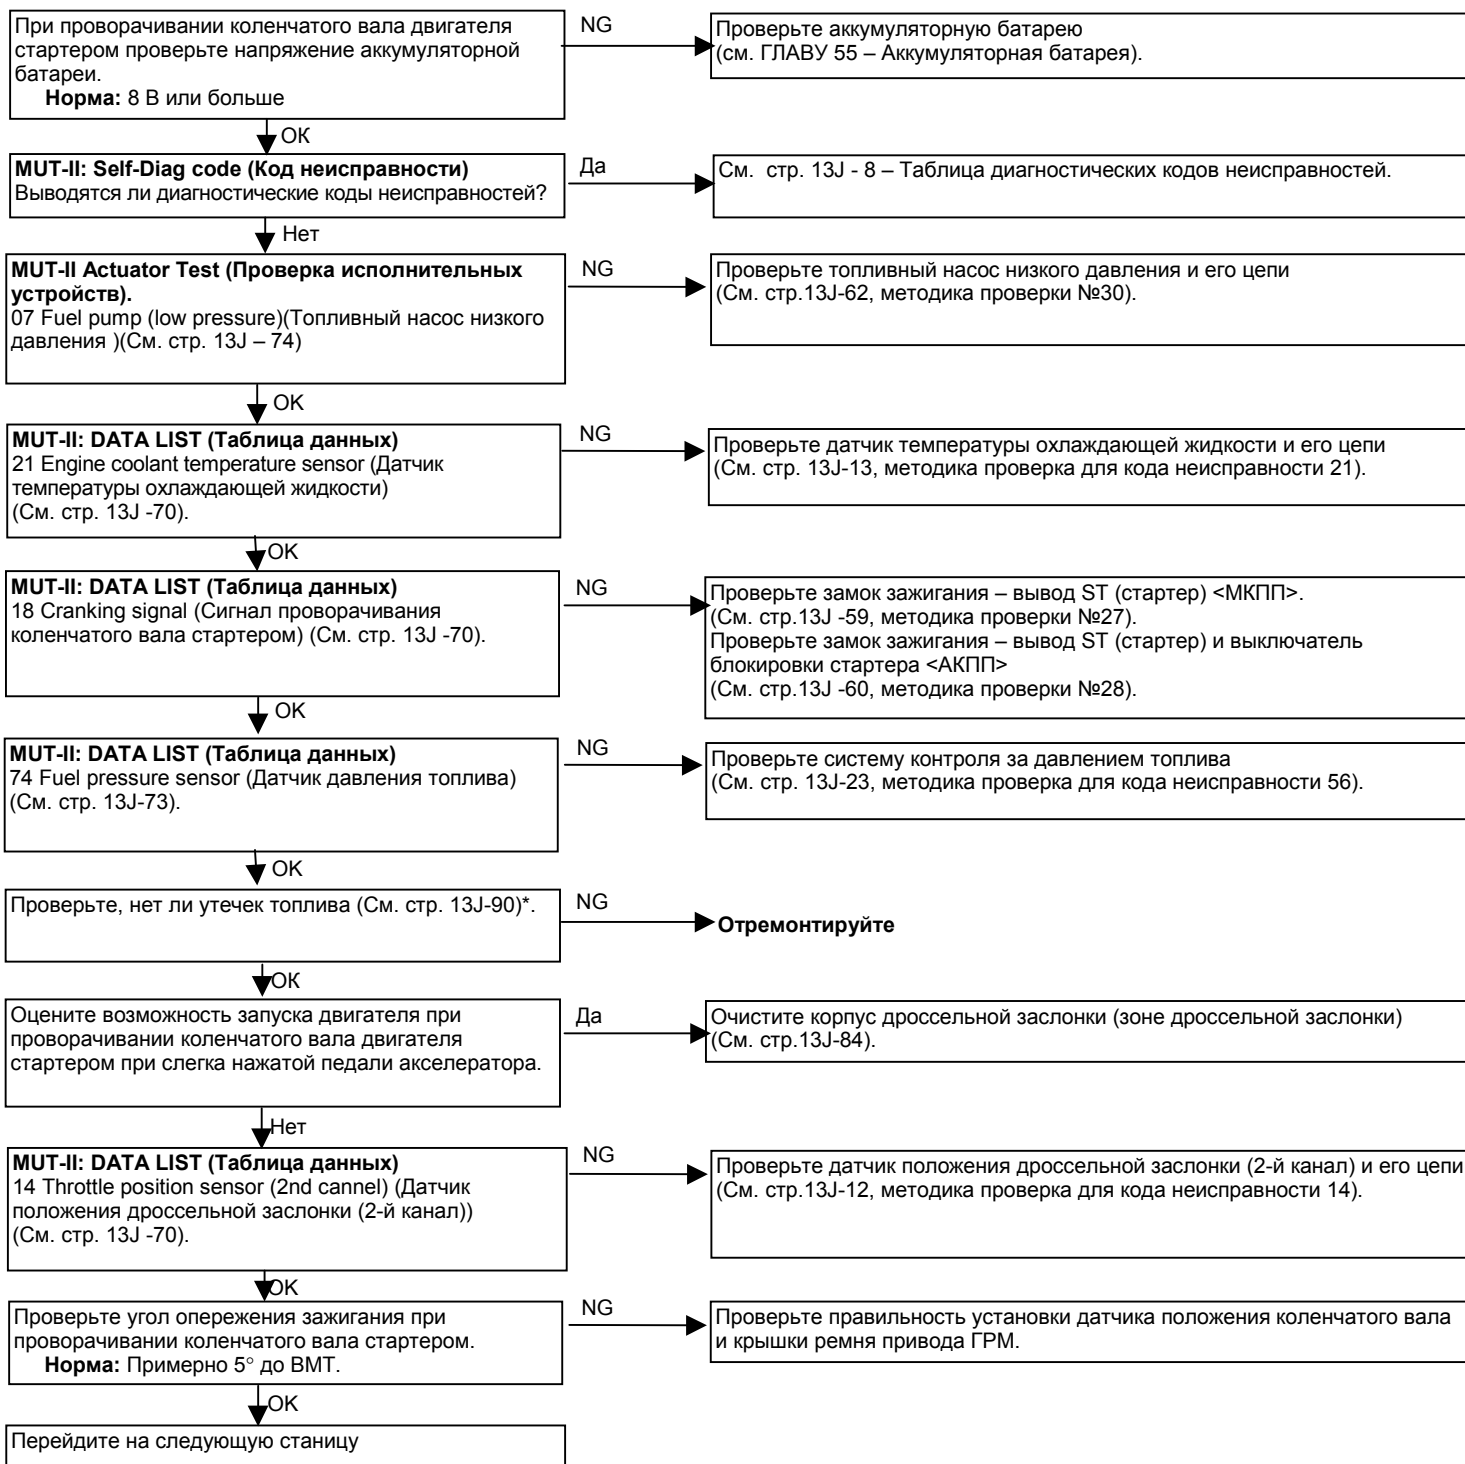 При проворачивании коленчатого вала двигателя
стартером проверьте напряжение аккумуляторной
батареи.
Норма: 8 В или больше
NG
Проверьте аккумуляторную батарею
(см. ГЛАВУ 55 – Аккумуляторная батарея).
OK
MUT-II: Self-Diag code (Код неисправности)
Выводятся ли диагностические коды неисправностей?
Да
См.  стр. 13J - 8 – Таблица диагностических кодов неисправностей.
Нет
MUT-II Actuator Test (Проверка исполнительных
устройств).
07 Fuel pump (low pressure)(Топливный насос низкого
давления )(См. стр. 13J – 74)
NG
Проверьте топливный насос низкого давления и его цепи
(См. стр.13J-62, методика проверки №30).
OK
MUT-II: DATA LIST (Таблица данных)
21 Engine coolant temperature sensor (Датчик
температуры охлаждающей жидкости)
(См. стр. 13J -70).
NG
Проверьте датчик температуры охлаждающей жидкости и его цепи
(См. стр. 13J-13, методика проверка для кода неисправности 21).
OK
MUT-II: DATA LIST (Таблица данных)
18 Cranking signal (Сигнал проворачивания
коленчатого вала стартером) (См. стр. 13J -70).
NG
Проверьте замок зажигания – вывод ST (стартер) <МКПП>.
(См. стр.13J -59, методика проверки №27).
Проверьте замок зажигания – вывод ST (стартер) и выключатель
блокировки стартера <АКПП>
(См. стр.13J -60, методика проверки №28).
OK
MUT-II: DATA LIST (Таблица данных)
74 Fuel pressure sensor (Датчик давления топлива)
(См. стр. 13J-73).
NG
Проверьте систему контроля за давлением топлива
(См. стр. 13J-23, методика проверка для кода неисправности 56).
OK
Проверьте, нет ли утечек топлива (См. стр. 13J-90)*.
NG
Отремонтируйте
OK
Оцените возможность запуска двигателя при
проворачивании коленчатого вала двигателя
стартером при слегка нажатой педали акселератора.
Да
Очистите корпус дроссельной заслонки (зоне дроссельной заслонки)
(См. стр.13J-84).
Нет
MUT-II: DATA LIST (Таблица данных)
14 Throttle position sensor (2nd cannel) (Датчик
положения дроссельной заслонки (2-й канал))
(См. стр. 13J -70).
NG
Проверьте датчик положения дроссельной заслонки (2-й канал) и его цепи
(См. стр.13J-12, методика проверка для кода неисправности 14).
OK
Проверьте угол опережения зажигания при
проворачивании коленчатого вала стартером.
Норма: Примерно 5° до ВМТ.
NG
Проверьте правильность установки датчика положения коленчатого вала
и крышки ремня привода ГРМ.
OK
Перейдите на следующую станицу